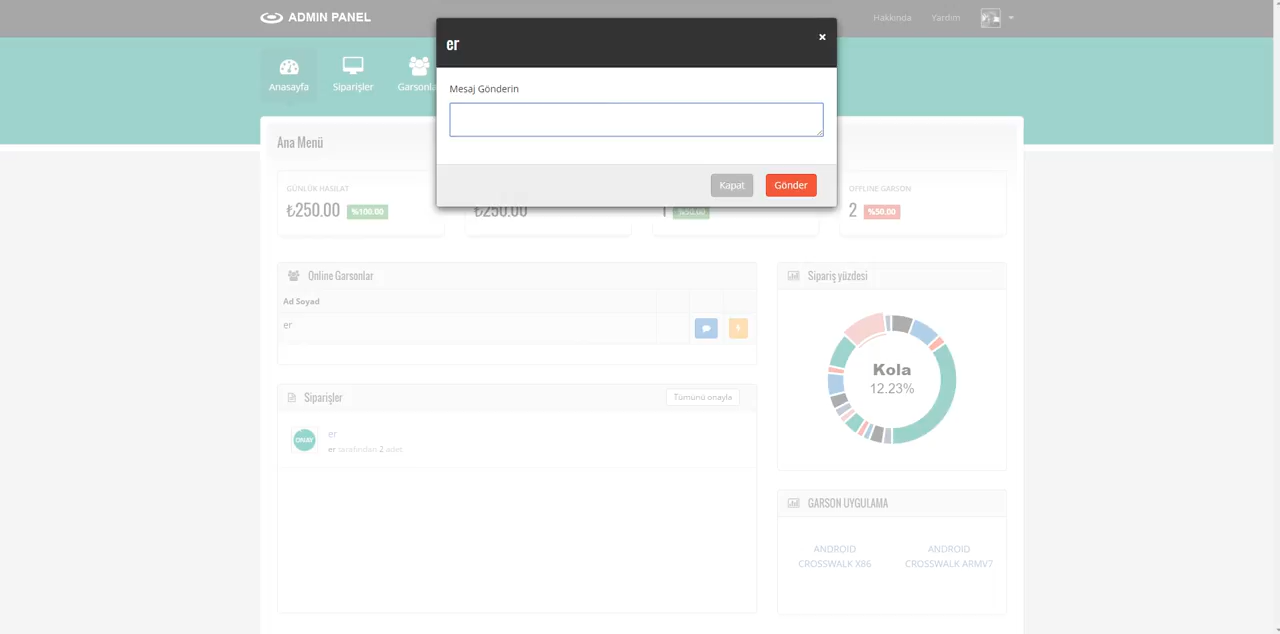 ADMIN PANEL
Hakkında
Yardım
Anasayfa
Siparişler
Garsonla
er
×
Mesaj Gönderin
Kapat
Gönder
Ana Menü
GÜNLÜK HASILAT
₺250.00 %100.00
₺250.00
1 %50.00
OFFLINE GARSON
2 %50.00
Online Garsonlar
Ad Soyad
er
Siparişler
Tümünü onayla
ONAY
er
er tarafından 2 adet
Sipariş yüzdesi
Kola
12.23%
GARSON UYGULAMA
ANDROID
CROSSWALK X86
ANDROID
CROSSWALK ARMV7